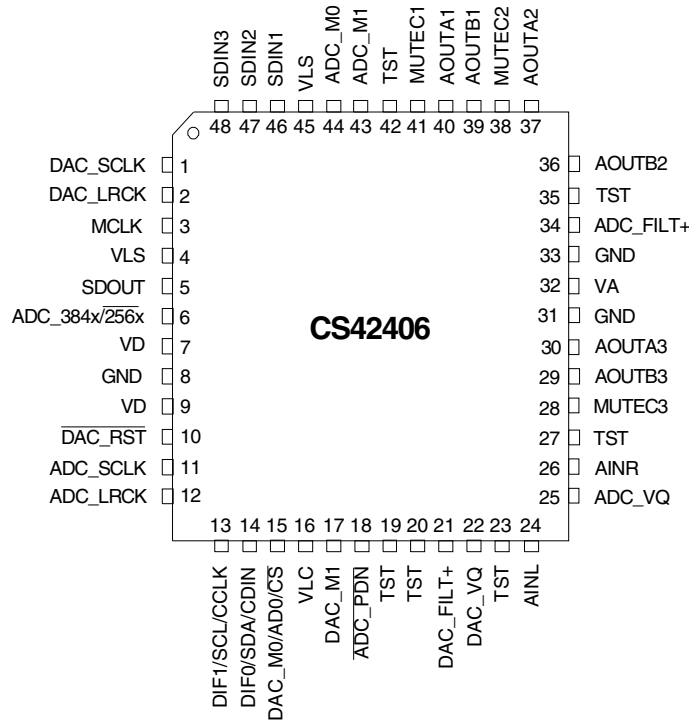 SDIN3
SDIN2
SDIN1
VLS
ADC_M0
ADC_M1
TST
MUTEC1
AOUTA1
AOUTB1
MUTEC2
AOUTA2
48 47 46 45 44 43 42 41 40 39 38 37
DAC_SCLK 1
DAC_LRCK 2
MCLK 3
VLS 4
SDOUT 5
ADC_384x/256x 6
VD 7
GND 8
VD 9
DAC_RST 10
ADC_SCLK 11
ADC_LRCK 12
CS42406
36 AOUTB2
35 TST
34 ADC_FILT+
33 GND
32 VA
31 GND
30 AOUTA3
29 AOUTB3
28 MUTEC3
27 TST
26 AINR
25 ADC_VQ
13 14 15 16 17 18 19 20 21 22 23 24
DIF1/SCL/CCLK
DIF0/SDA/CDIN
DAC_M0/AD0/CS
VLC
DAC_M1
ADC_PDN
TST
TST
DAC_FILT+
DAC_VQ
TST
AINL